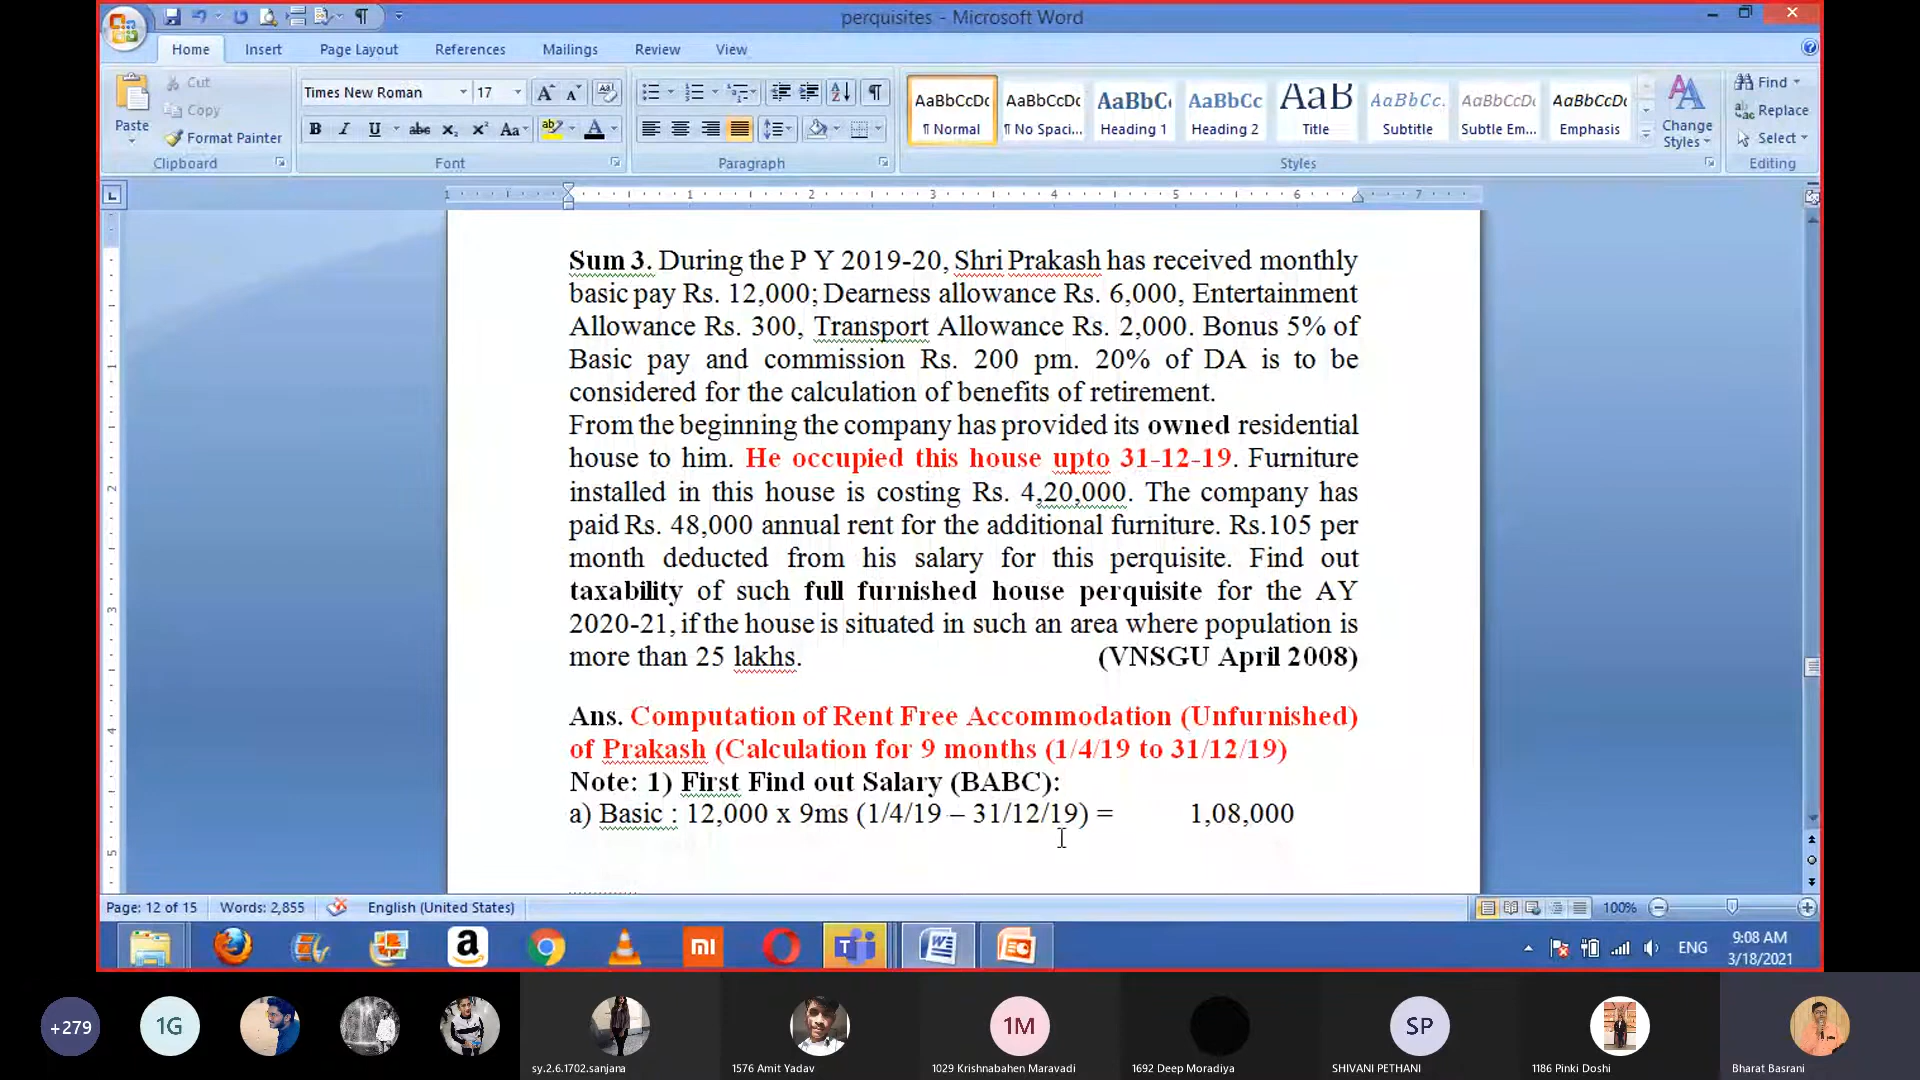 perquisites - Microsoft Word
Home Insert Page Layout References Mailings Review View
Paste
Cut
Copy
Format Painter
Clipboard
Times New Roman 17
Font
Paragraph
AaBbCcDc AaBbCcDc AaBbC AaBbCc AaB AaBbCc. AaBbCcDc AaBbCcDc
¶ Normal ¶ No Spaci... Heading 1 Heading 2 Title Subtitle Subtle Em... Emphasis
Change Styles
Styles
Find
Replace
Select
Editing
1 1 2 3 4 5 6 7
Sum 3. During the P Y 2019-20, Shri Prakash has received monthly
basic pay Rs. 12,000; Dearness allowance Rs. 6,000, Entertainment
Allowance Rs. 300, Transport Allowance Rs. 2,000. Bonus 5% of
Basic pay and commission Rs. 200 pm. 20% of DA is to be
considered for the calculation of benefits of retirement.
From the beginning the company has provided its owned residential
house to him. He occupied this house upto 31-12-19. Furniture
installed in this house is costing Rs. 4,20,000. The company has
paid Rs. 48,000 annual rent for the additional furniture. Rs.105 per
month deducted from his salary for this perquisite. Find out
taxability of such full furnished house perquisite for the AY
2020-21, if the house is situated in such an area where population is
more than 25 lakhs. (VNSGU April 2008)
Ans. Computation of Rent Free Accommodation (Unfurnished)
of Prakash (Calculation for 9 months (1/4/19 to 31/12/19)
Note: 1) First Find out Salary (BABC):
a) Basic : 12,000 x 9ms (1/4/19 – 31/12/19) = 1,08,000
Page: 12 of 15 Words: 2,855 English (United States) 100%
ENG 9:08 AM
3/18/2021
+279 1G 1M SP
sy.2.6.1702.sanjana 1576 Amit Yadav 1029 Krishnabahen Maravadi 1692 Deep Moradiya SHIVANI PETHANI 1186 Pinki Doshi Bharat Basrani